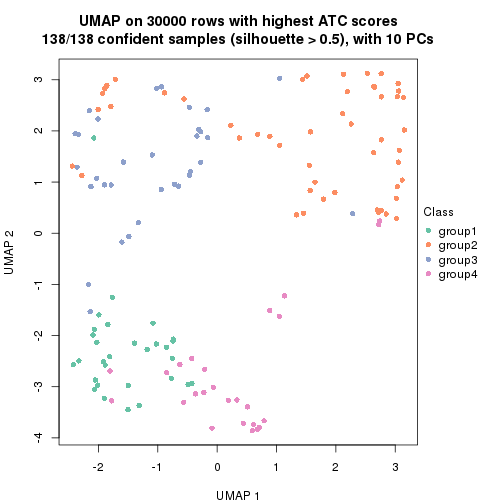 UMAP on 30000 rows with highest ATC scores
138/138 confident samples (silhouette > 0.5), with 10 PCs
3
2
1
0
-1
-2
-3
-4
UMAP 2
-2
-1
0
1
2
3
UMAP 1
Class
group1
group2
group3
group4